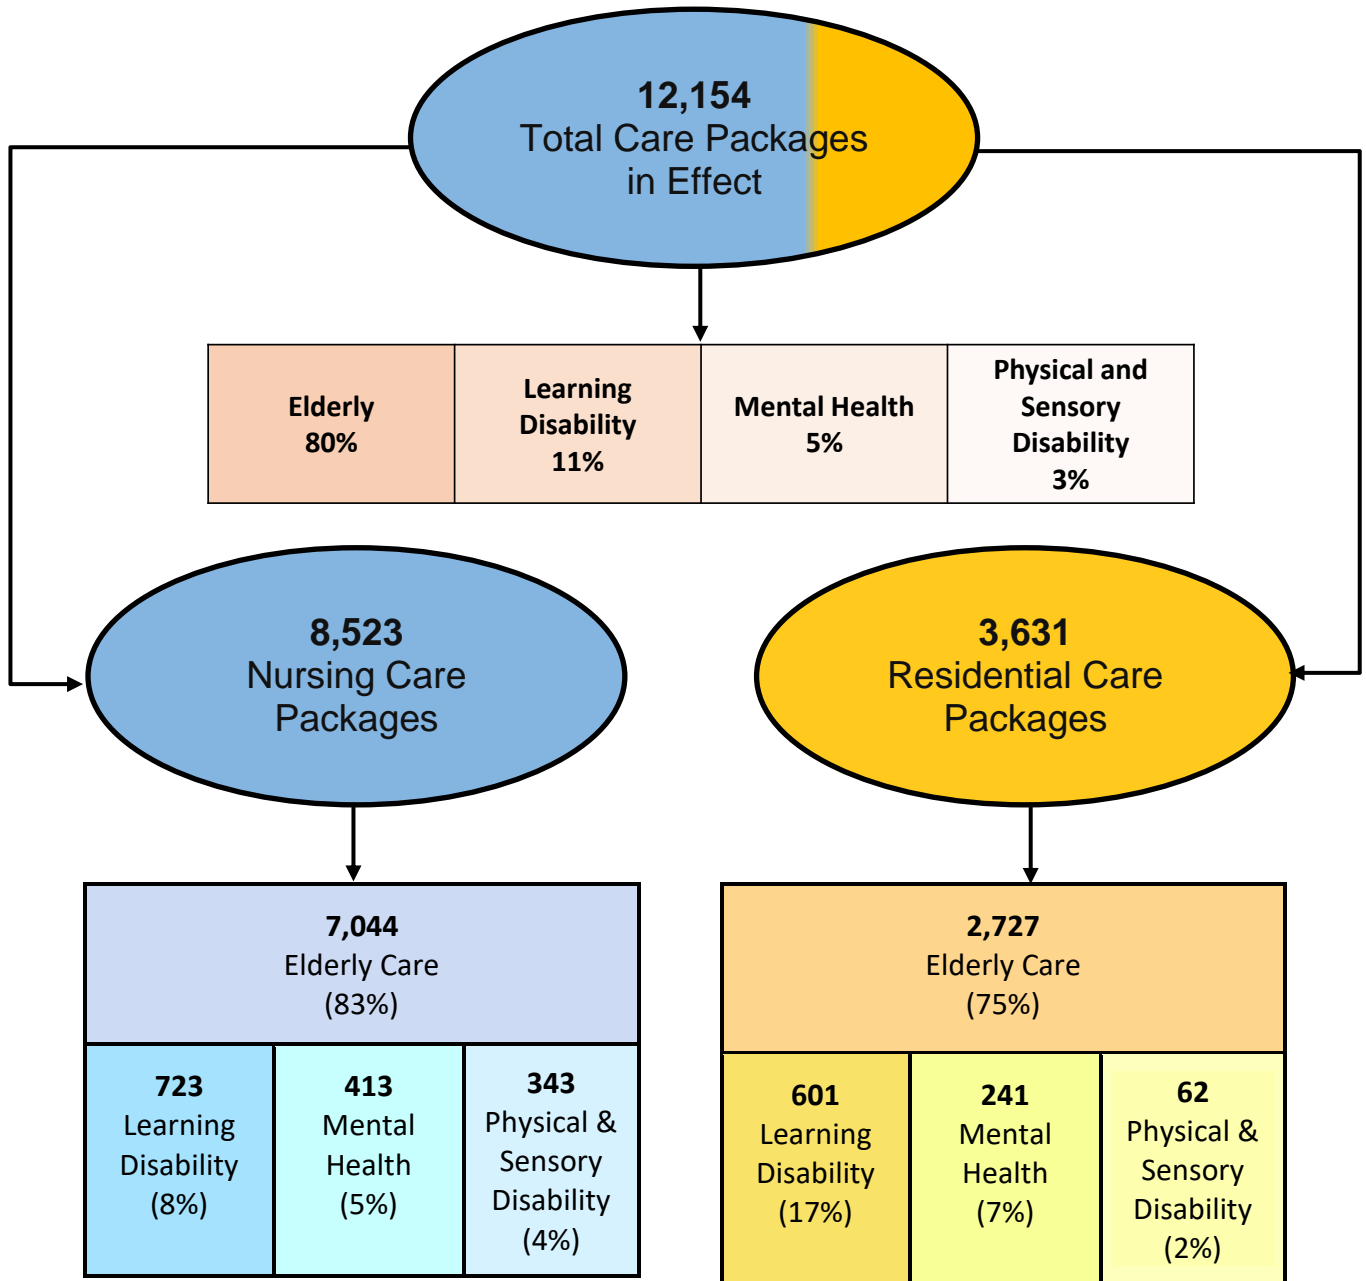 12,154
Total Care Packages
in Effect
Elderly
80%
Learning
Disability
11%
Mental Health
5%
Physical and
Sensory
Disability
3%
8,523
Nursing Care
Packages
3,631
Residential Care
Packages
7,044
Elderly Care
(83%)
723
Learning
Disability
(8%)
413
Mental
Health
(5%)
343
Physical &
Sensory
Disability
(4%)
2,727
Elderly Care
(75%)
601
Learning
Disability
(17%)
241
Mental
Health
(7%)
62
Physical &
Sensory
Disability
(2%)